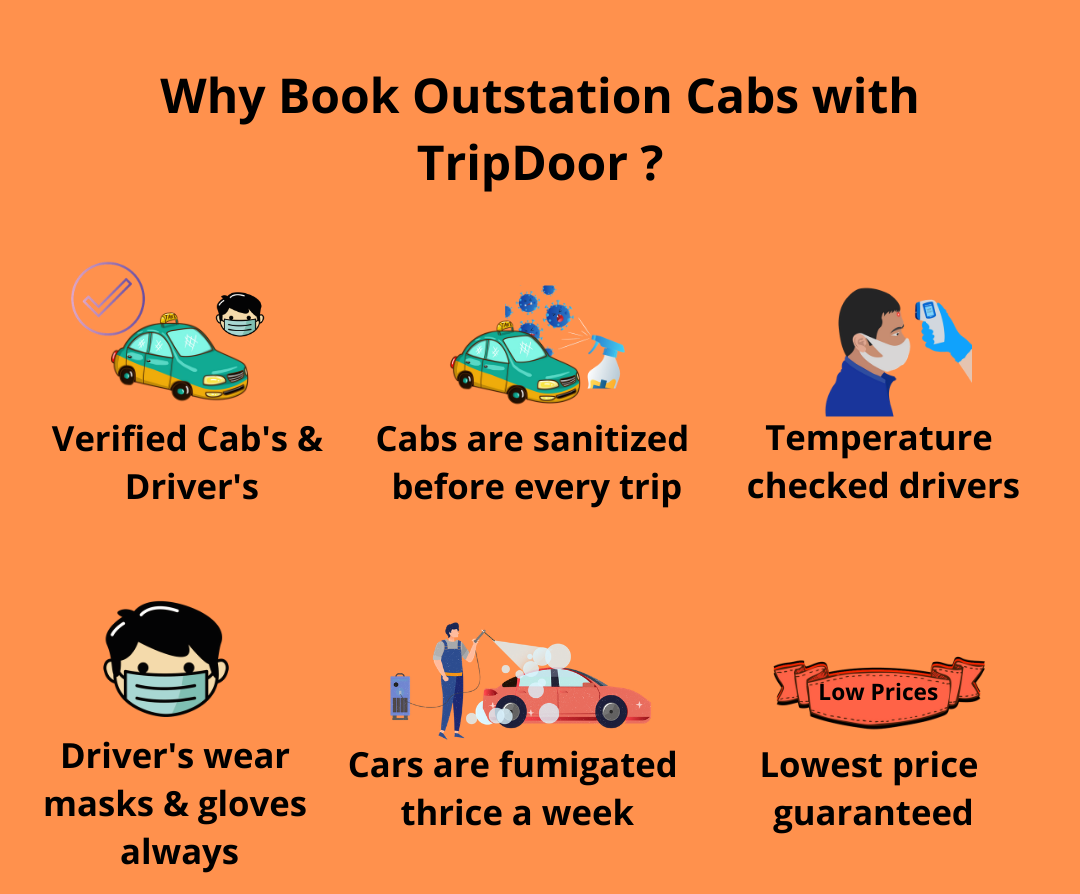 Why Book Outstation Cabs with
TripDoor ?
Verified Cab's &
Driver's
Cabs are sanitized
before every trip
Temperature
checked drivers
Driver's wear
masks & gloves
always
Cars are fumigated
thrice a week
Low Prices
Lowest price
guaranteed